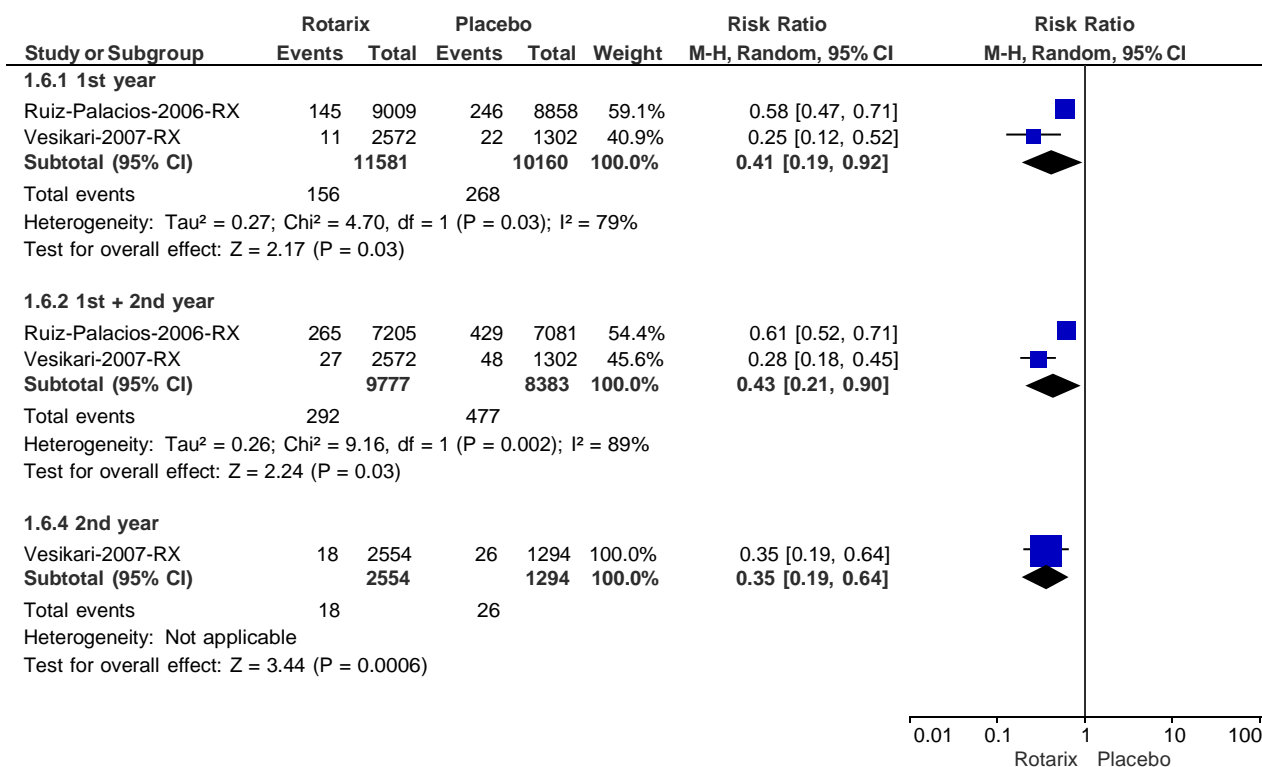 Rotarix Placebo Risk Ratio Risk Ratio
Study or Subgroup Events Total Events Total Weight M-H, Random, 95% CI M-H, Random, 95% CI
1.6.1 1st year
Ruiz-Palacios-2006-RX 145 9009 246 8858 59.1% 0.58 [0.47, 0.71]
Vesikari-2007-RX 11 2572 22 1302 40.9% 0.25 [0.12, 0.52]
Subtotal (95% CI) 11581 10160 100.0% 0.41 [0.19, 0.92]
Total events 156 268
Heterogeneity: Tau² = 0.27; Chi² = 4.70, df = 1 (P = 0.03); I² = 79%
Test for overall effect: Z = 2.17 (P = 0.03)
1.6.2 1st + 2nd year
Ruiz-Palacios-2006-RX 265 7205 429 7081 54.4% 0.61 [0.52, 0.71]
Vesikari-2007-RX 27 2572 48 1302 45.6% 0.28 [0.18, 0.45]
Subtotal (95% CI) 9777 8383 100.0% 0.43 [0.21, 0.90]
Total events 292 477
Heterogeneity: Tau² = 0.26; Chi² = 9.16, df = 1 (P = 0.002); I² = 89%
Test for overall effect: Z = 2.24 (P = 0.03)
1.6.4 2nd year
Vesikari-2007-RX 18 2554 26 1294 100.0% 0.35 [0.19, 0.64]
Subtotal (95% CI) 2554 1294 100.0% 0.35 [0.19, 0.64]
Total events 18 26
Heterogeneity: Not applicable
Test for overall effect: Z = 3.44 (P = 0.0006)
0.01 0.1 1 10 100
Rotarix Placebo